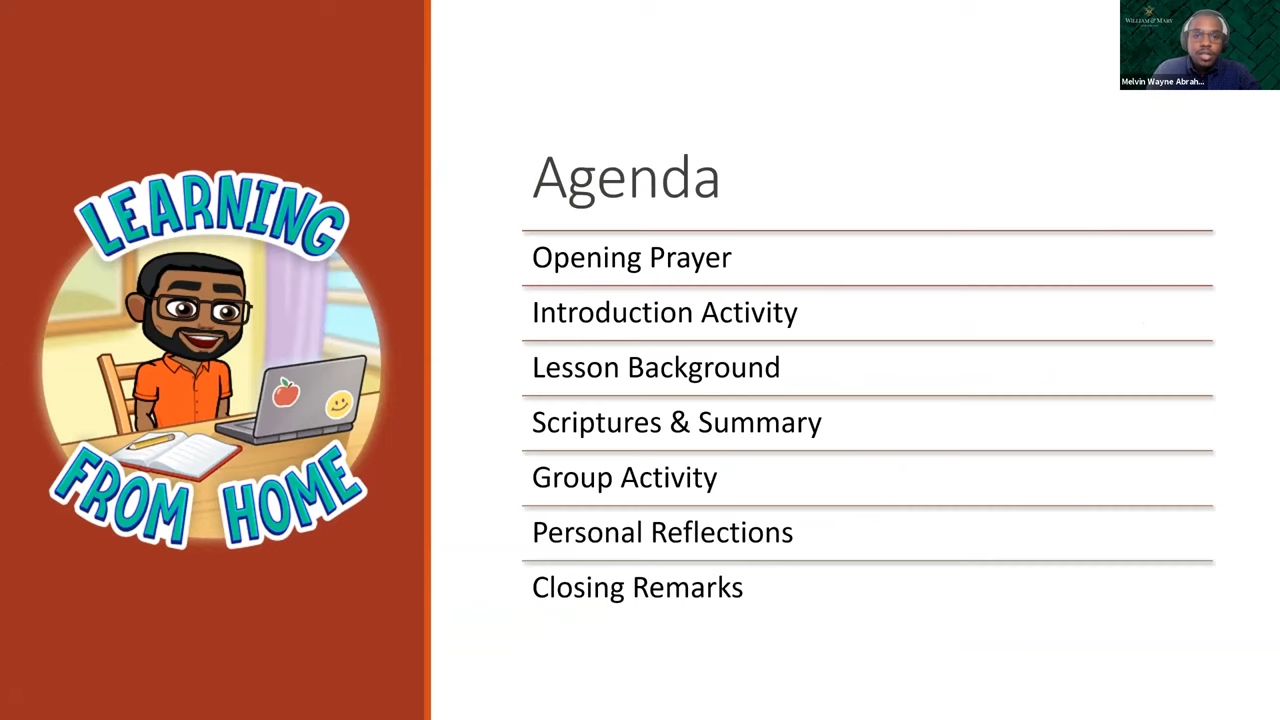 WILLIAM & MARY
Melvin Wayne Abrah...
Agenda
LEARNING
FROM HOME
Opening Prayer
Introduction Activity
Lesson Background
Scriptures & Summary
Group Activity
Personal Reflections
Closing Remarks